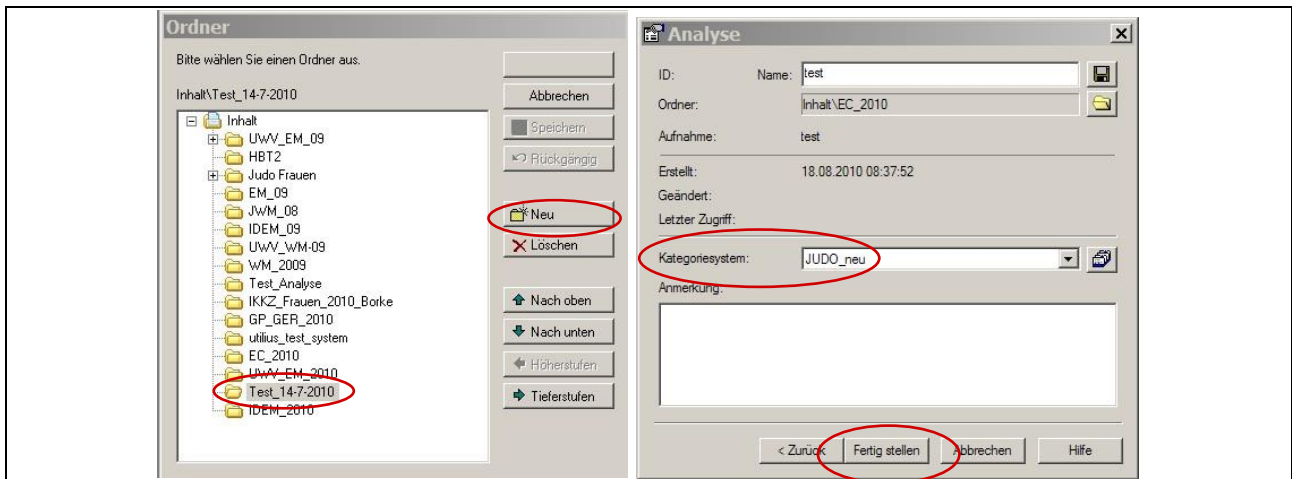 Ordner
Bitte wählen Sie einen Ordner aus.
Inhalt\Test_14-7-2010
Inhalt
UWV_EM_09
HBT2
Judo Frauen
EM_09
JWM_08
IDEM_09
UWV_WM-09
WM_2009
Test_Analyse
IKKZ_Frauen_2010_Borke
GP_GER_2010
utilius_test_system
EC_2010
UWV_EM_2010
Test_14-7-2010
IDEM_2010
Abbrechen
Speichern
Rückgängig
Neu
Löschen
Nach oben
Nach unten
Höherstufen
Tieferstufen
Analyse
ID: Name: test
Ordner: Inhalt\EC_2010
Aufnahme: test
Erstellt: 18.08.2010 08:37:52
Geändert:
Letzter Zugriff:
Kategoriesystem: JUDO_neu
Anmerkung:
< Zurück Fertig stellen Abbrechen Hilfe